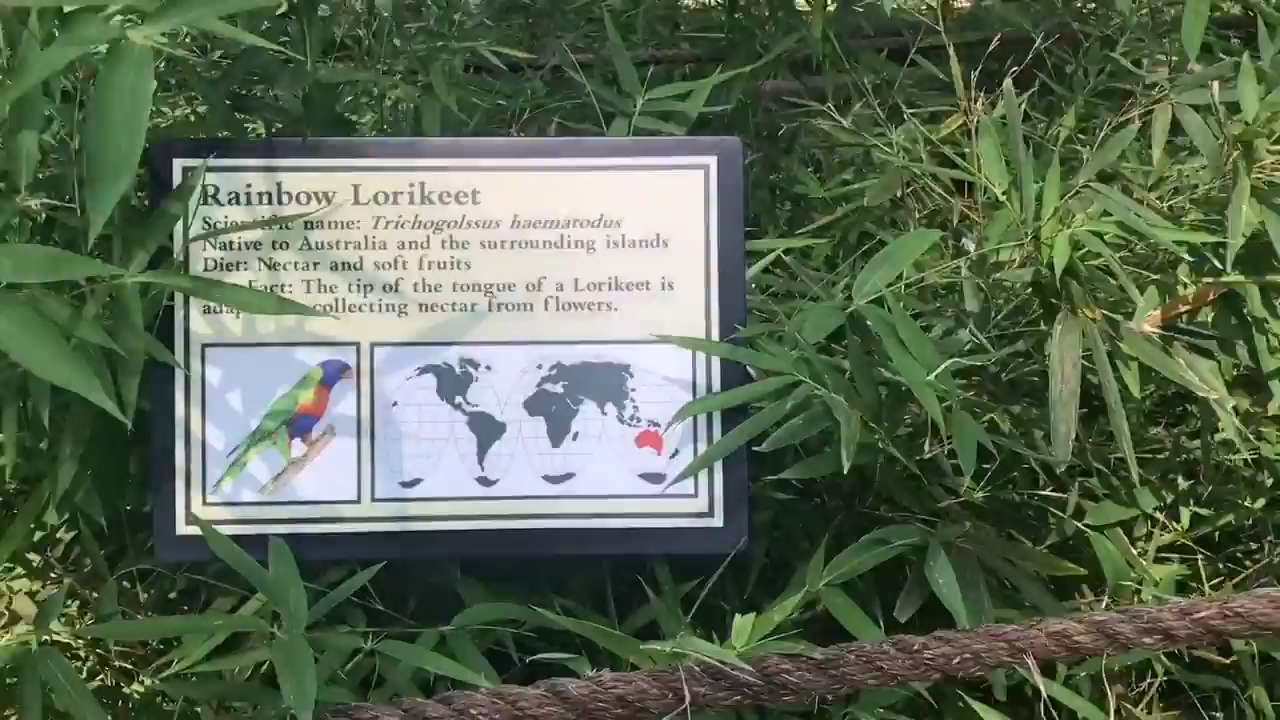 Rainbow Lorikeet
Scientific name: Trichogolssus haematodus
Native to Australia and the surrounding islands
Diet: Nectar and soft fruits
Fact: The tip of the tongue of a Lorikeet is
collecting nectar from flowers.